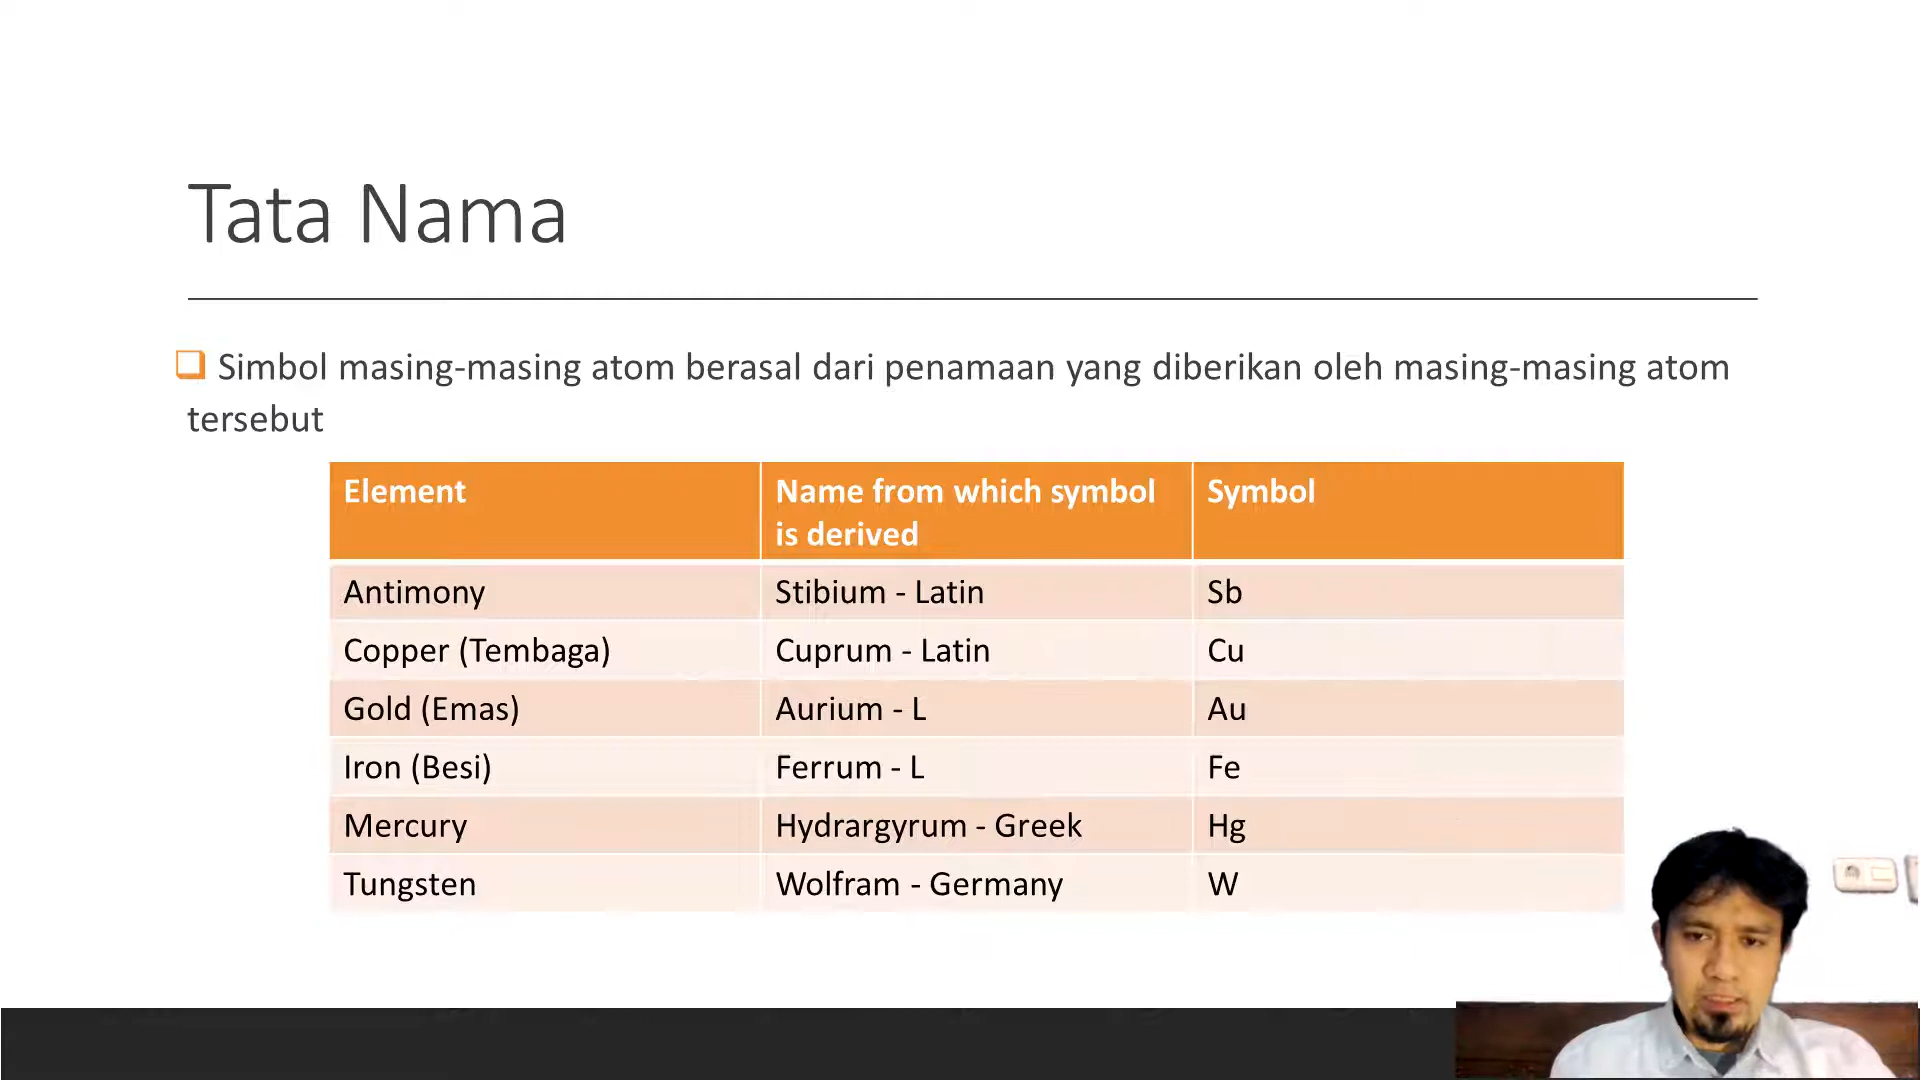 Tata Nama
Simbol masing-masing atom berasal dari penamaan yang diberikan oleh masing-masing atom
tersebut
Element Name from which symbol is derived Symbol
Antimony Stibium - Latin Sb
Copper (Tembaga) Cuprum - Latin Cu
Gold (Emas) Aurium - L Au
Iron (Besi) Ferrum - L Fe
Mercury Hydrargyrum - Greek Hg
Tungsten Wolfram - Germany W